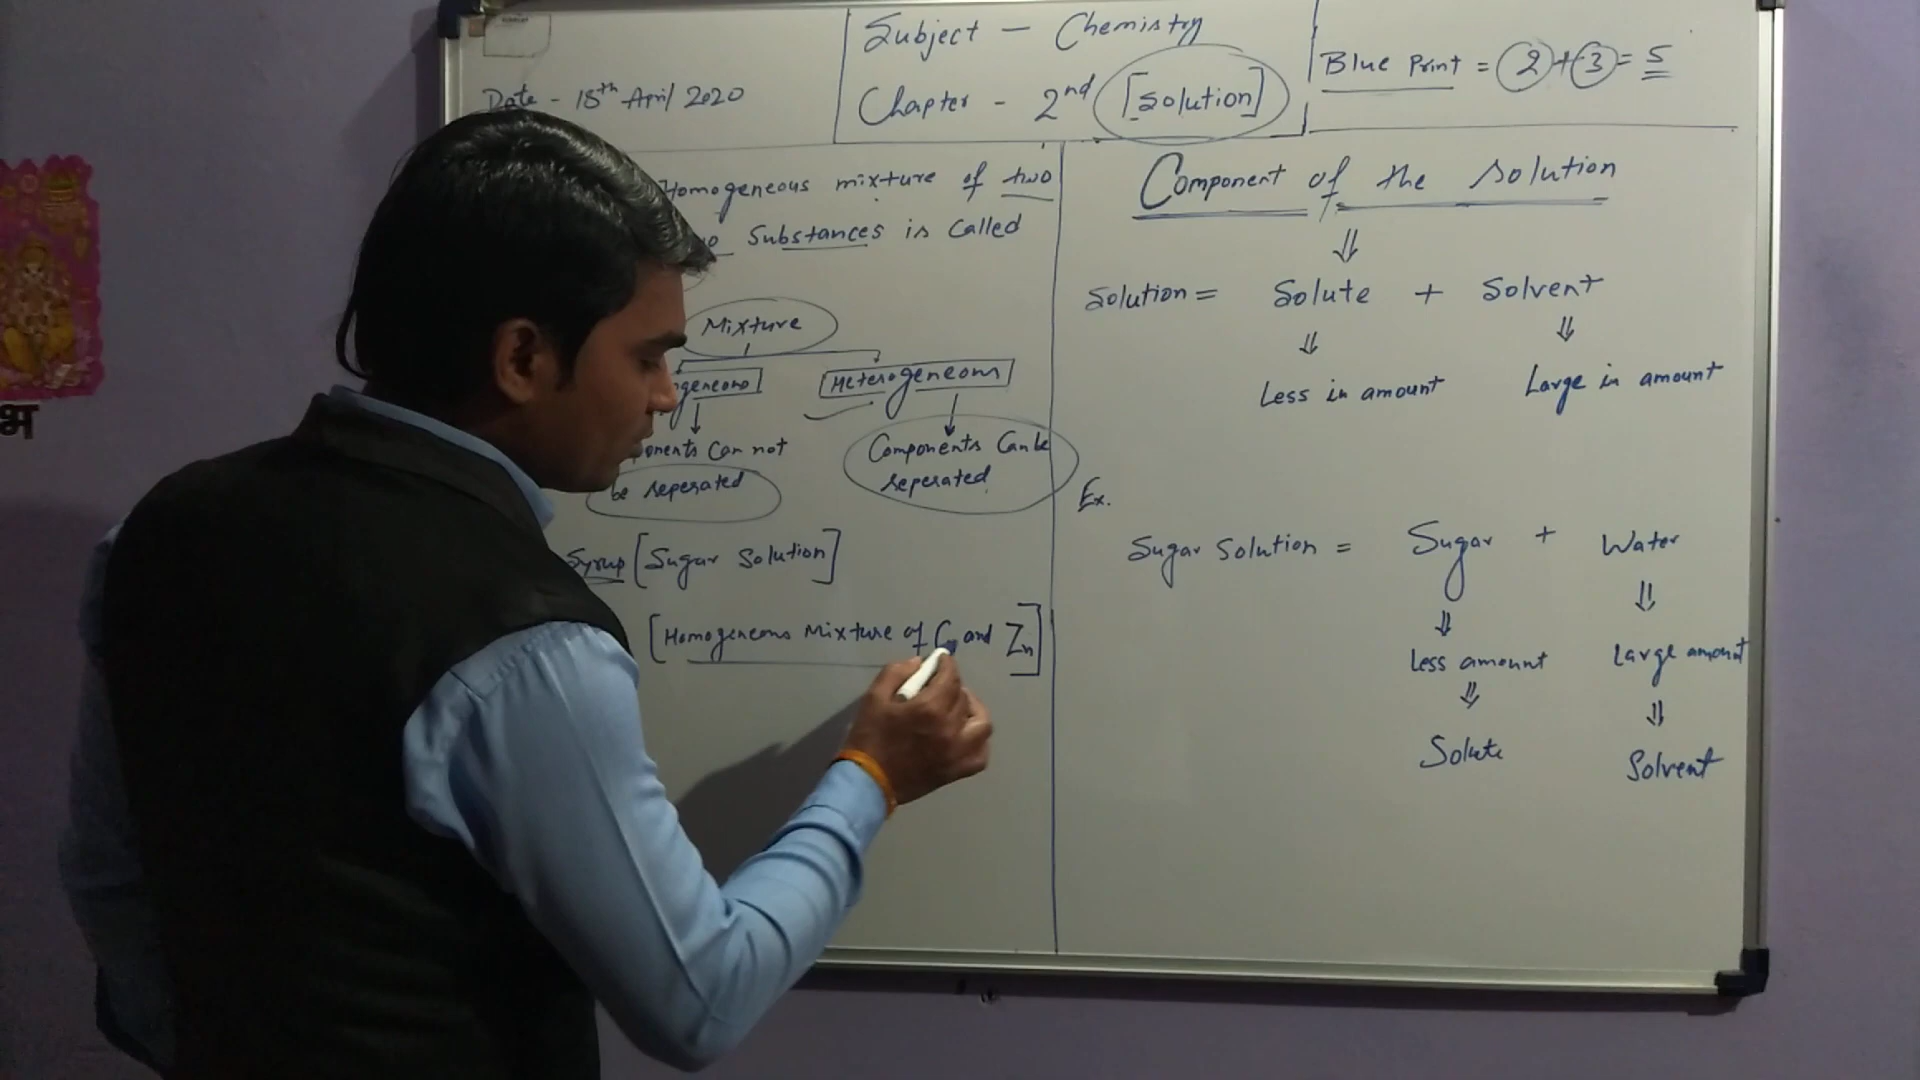 Subject - Chemistry
Date - 18th April 2020
Chapter - 2nd [Solution]
Blue Print = 2 + 3 = 5
Homogeneous mixture of two
Substances is called
Mixture
geneous
Heterogeneous
ponents Can not
be seperated
Components Can be
seperated
Syrup [Sugar Solution]
[Homogeneous Mixture of C and Zn]
Component of the solution
⇓
Solution = Solute + Solvent
⇓ ⇓
Less in amount Large in amount
Ex.
Sugar Solution = Sugar + Water
⇓ ⇓
Less amount Large amount
⇓ ⇓
Solute Solvent
भ